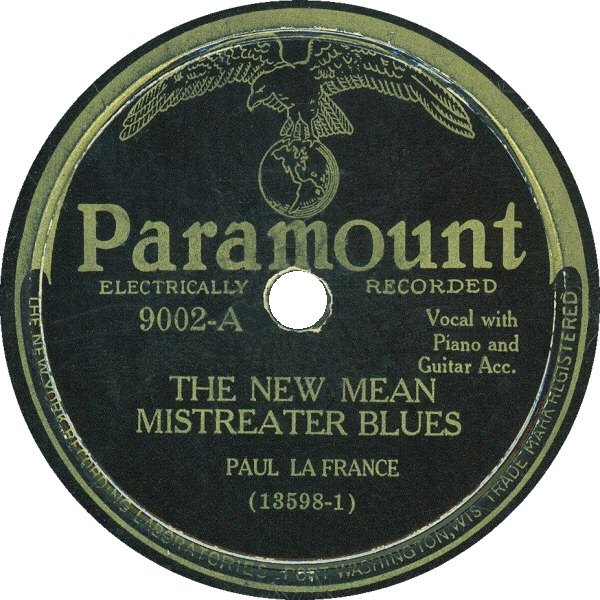 Paramount
ELECTRICALLY RECORDED
9002-A
Vocal with
Piano and
Guitar Acc.
THE NEW MEAN
MISTREATER BLUES
PAUL LA FRANCE
(13598-1)
THE NEW YORK RECORDING LABORATORIES PORT WASHINGTON, WIS. TRADE MARK REGISTERED